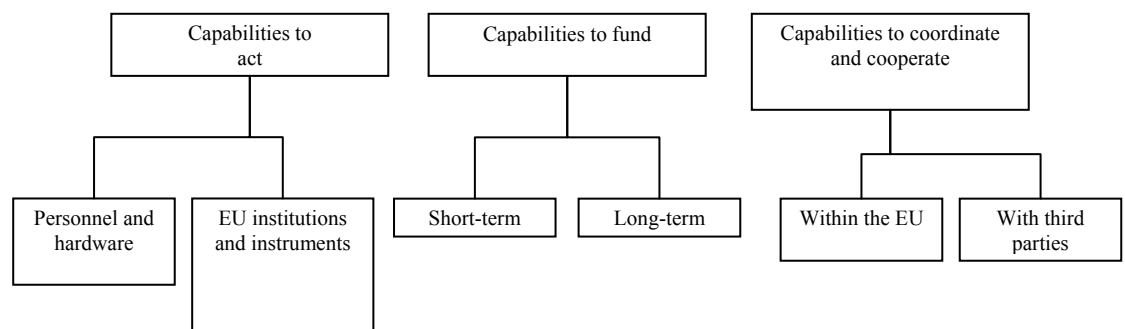 Capabilities to
act
Capabilities to fund
Capabilities to coordinate
and cooperate
Personnel and
hardware
EU institutions
and instruments
Short-term
Long-term
Within the EU
With third
parties